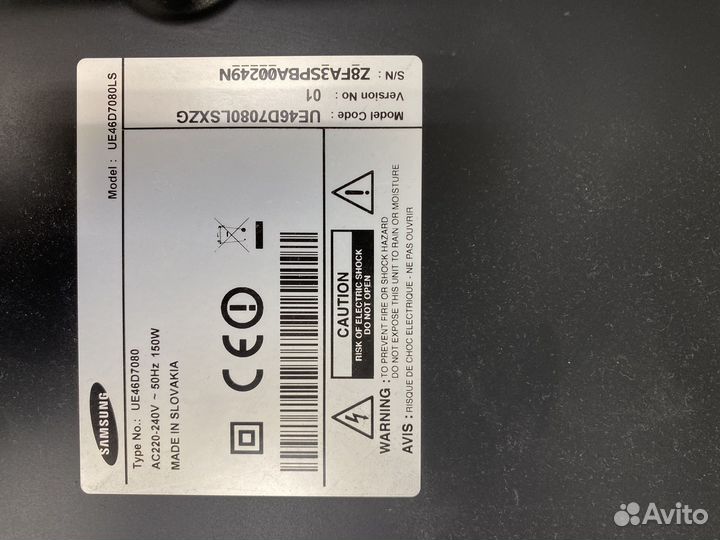 SAMSUNG
Model : UE46D7080LS
Type No.: UE46D7080
AC220-240V ~ 50Hz 150W
MADE IN SLOVAKIA
CE
CAUTION
RISK OF ELECTRIC SHOCK
DO NOT OPEN
WARNING : TO PREVENT FIRE OR SHOCK HAZARD
DO NOT EXPOSE THIS UNIT TO RAIN OR MOISTURE
AVIS : RISQUE DE CHOC ELECTRIQUE - NE PAS OUVRIR
Model Code : UE46D7080LSXZG
Version No : 01
S/N : Z8FA3SPBA00249N
Avito